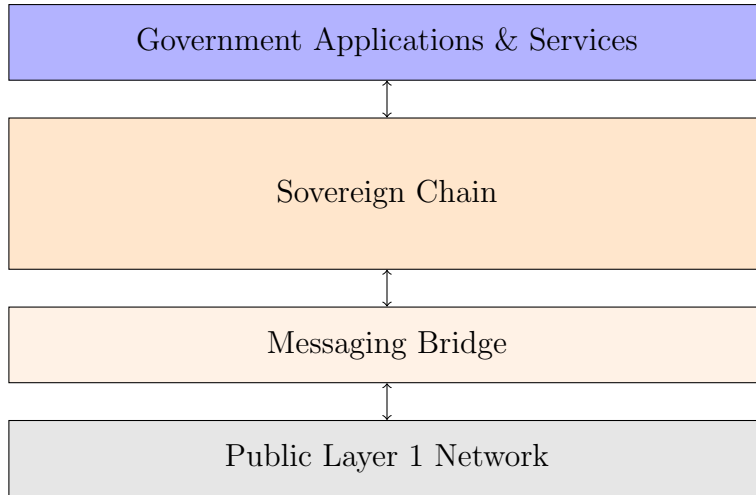 Government Applications & Services
Sovereign Chain
Messaging Bridge
Public Layer 1 Network